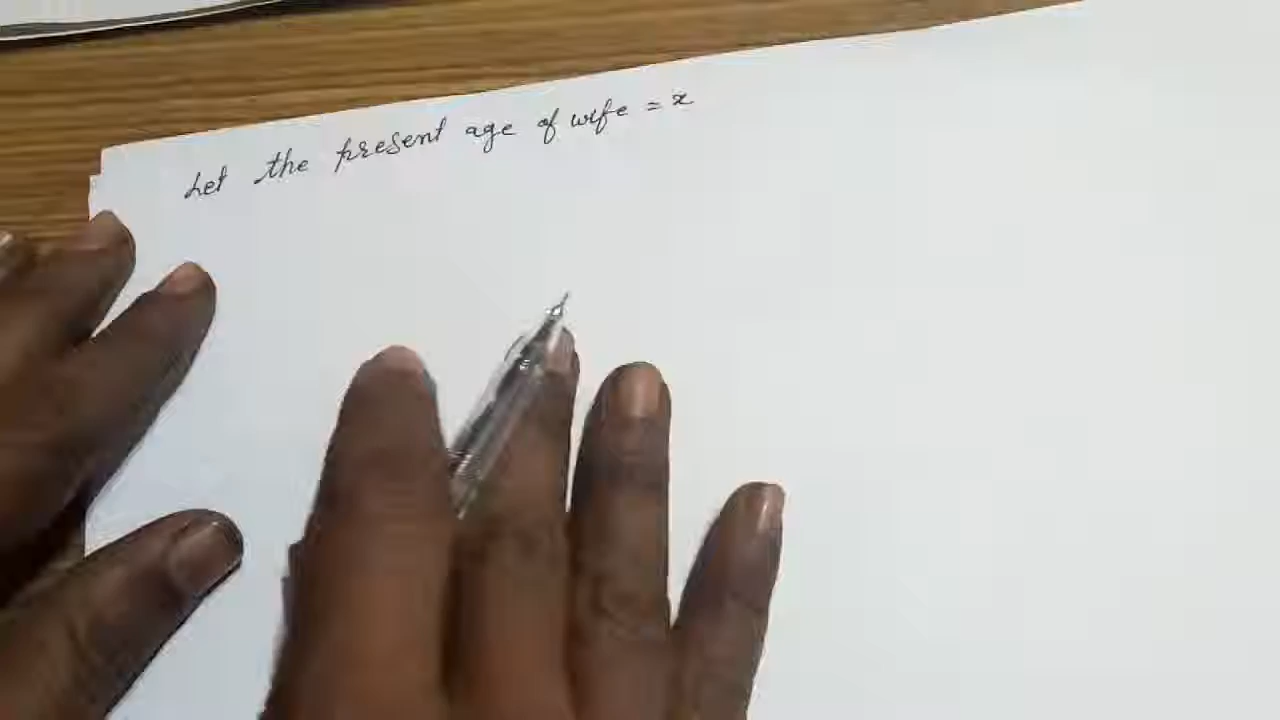 Let the present age of wife = x